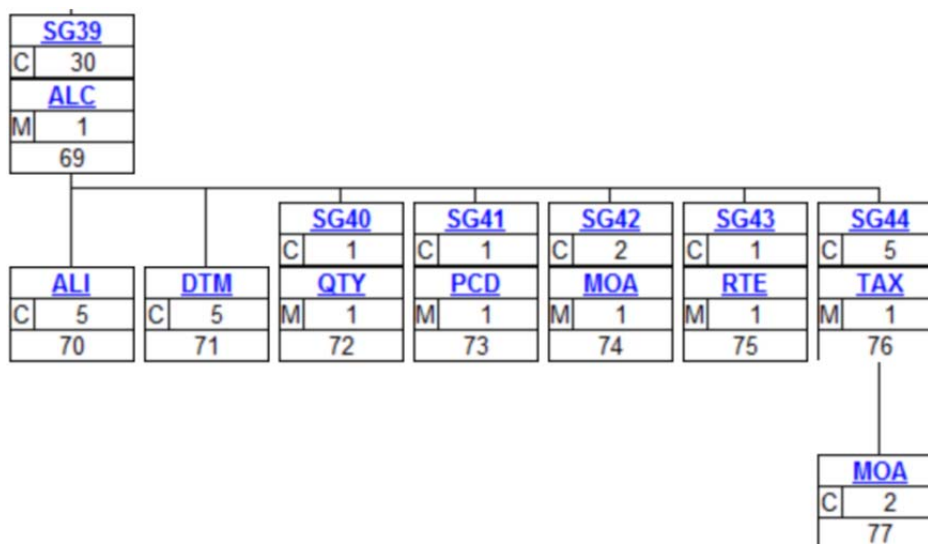 SG39
C 30
ALC
M 1
69
SG40 SG41 SG42 SG43 SG44
C 1 C 1 C 2 C 1 C 5
ALI DTM QTY PCD MOA RTE TAX
C 5 C 5 M 1 M 1 M 1 M 1 M 1
70 71 72 73 74 75 76
MOA
C 2
77